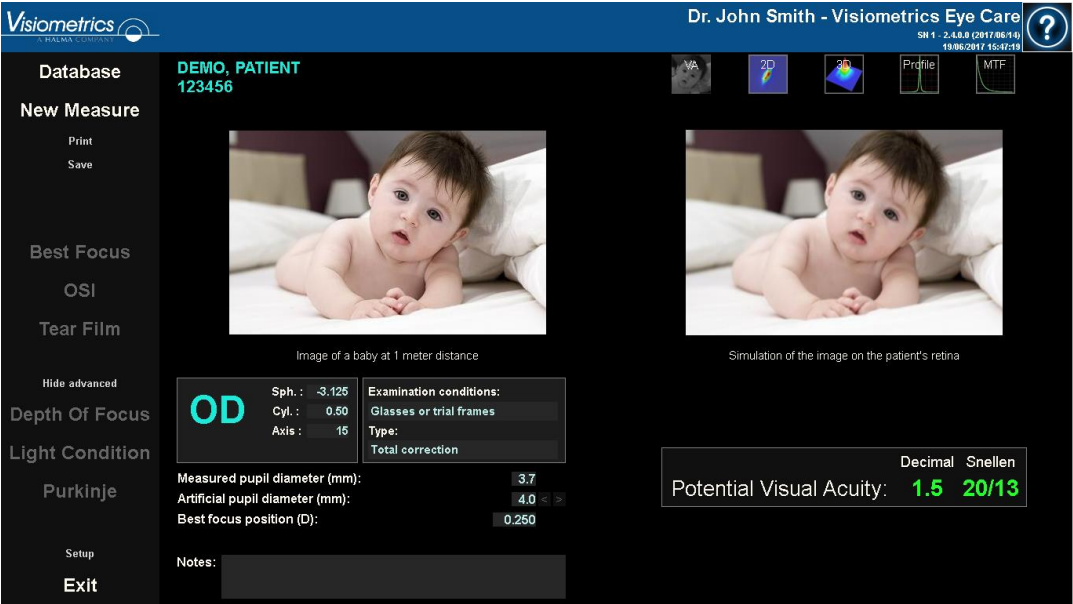 Visiometrics
A HALMA COMPANY
Dr. John Smith - Visiometrics Eye Care
SN 1 - 2.4.0.0 (2017/06/14)
19/06/2017 15:47:19
?
Database
New Measure
Print
Save
Best Focus
OSI
Tear Film
Hide advanced
Depth Of Focus
Light Condition
Purkinje
Setup
Exit
DEMO, PATIENT
123456
VA 2D 3D Profile MTF
Image of a baby at 1 meter distance
Simulation of the image on the patient's retina
OD
Sph. : -3.125
Cyl. : 0.50
Axis : 15
Examination conditions:
Glasses or trial frames
Type:
Total correction
Measured pupil diameter (mm): 3.7
Artificial pupil diameter (mm): 4.0 < >
Best focus position (D): 0.250
Notes:
Decimal Snellen
Potential Visual Acuity: 1.5 20/13